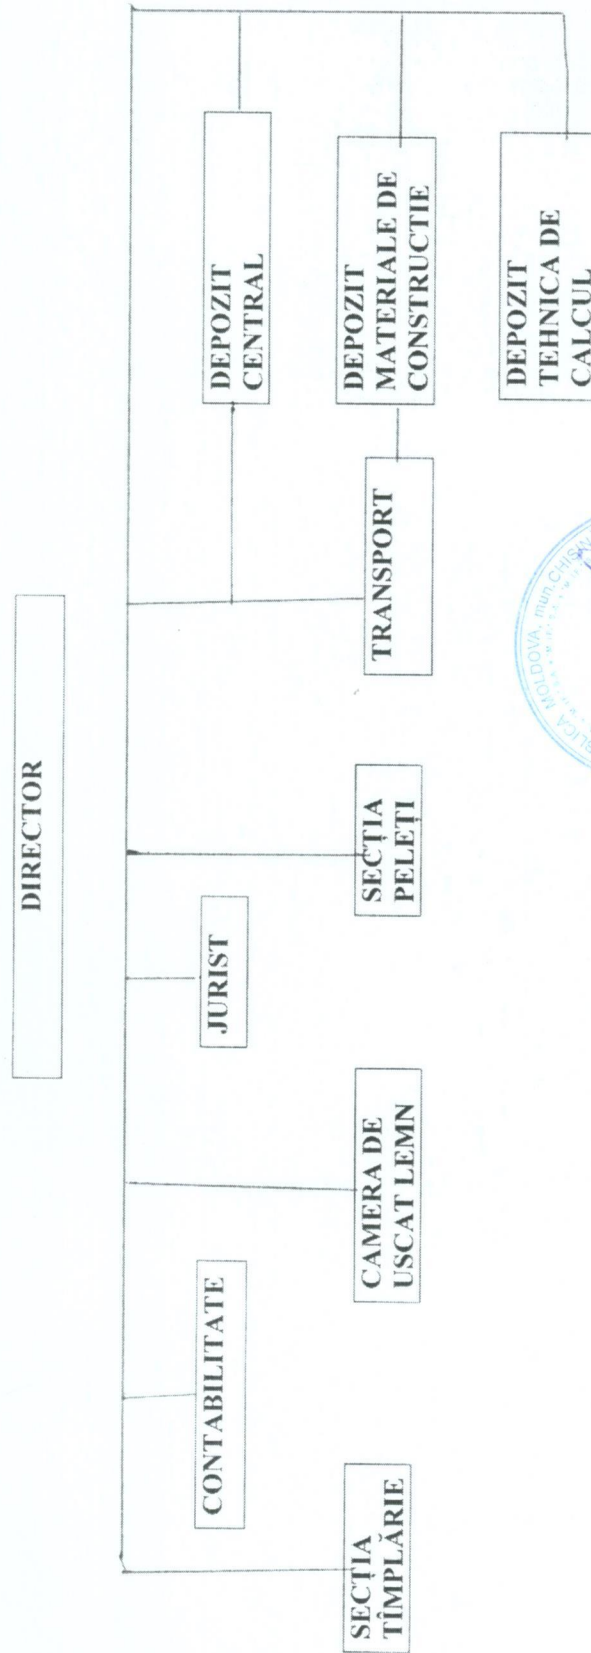 DIRECTOR
CONTABILITATE
JURIST
DEPOZIT
CENTRAL
SECȚIA
TÎMPLĂRIE
CAMERA DE
USCAT LEMN
SECȚIA
PELEȚI
TRANSPORT
DEPOZIT
MATERIALE DE
CONSTRUCTIE
DEPOZIT
TEHNICA DE
CALCUL
MOLDOVA, mun.CHIȘIN